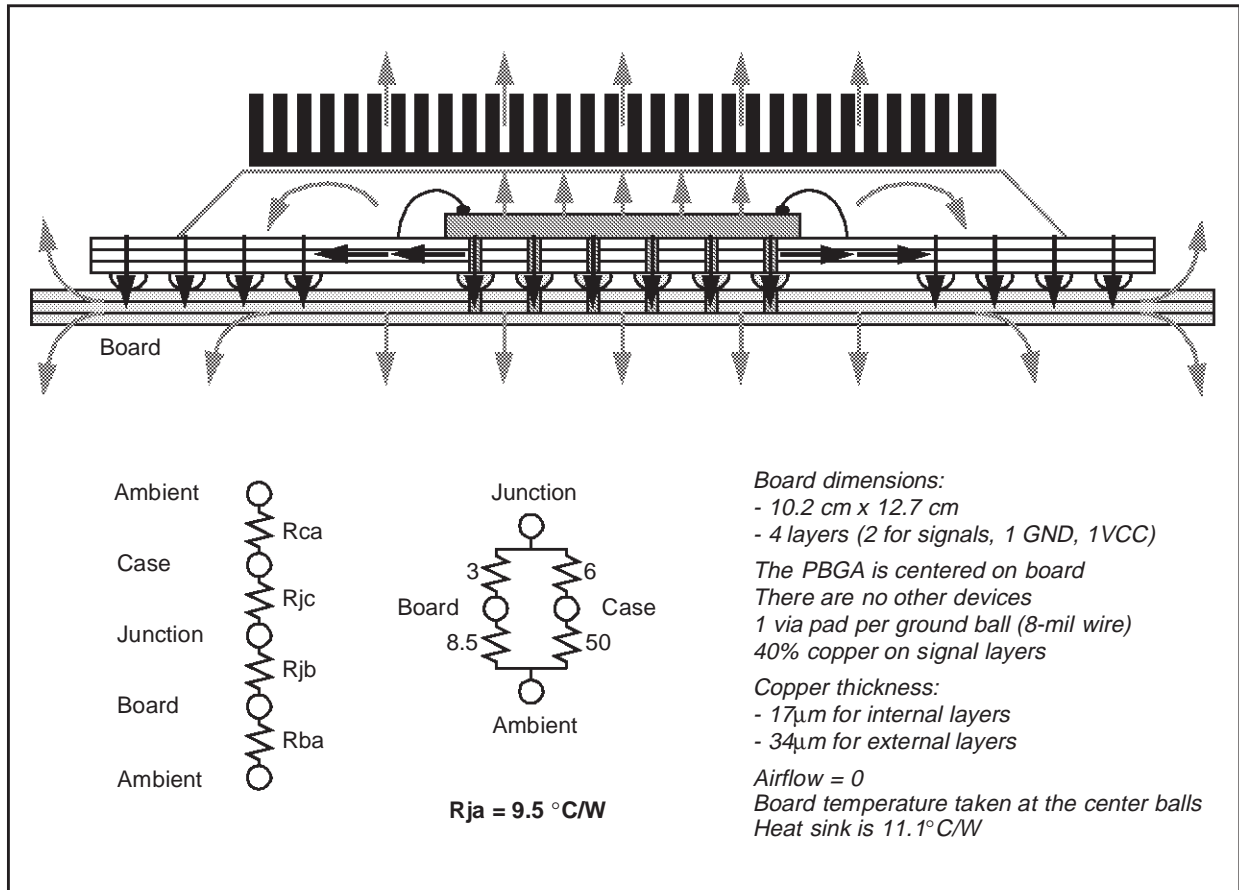 Board
Ambient
Rca
Case
Rjc
Junction
Rjb
Board
Rba
Ambient
Junction
3
6
Board
Case
8.5
50
Ambient
Rja = 9.5 °C/W
Board dimensions:
- 10.2 cm x 12.7 cm
- 4 layers (2 for signals, 1 GND, 1VCC)
The PBGA is centered on board
There are no other devices
1 via pad per ground ball (8-mil wire)
40% copper on signal layers
Copper thickness:
- 17μm for internal layers
- 34μm for external layers
Airflow = 0
Board temperature taken at the center balls
Heat sink is 11.1°C/W